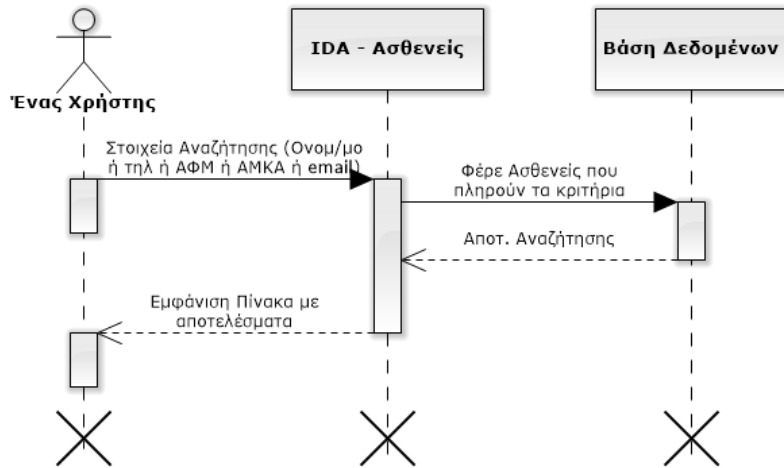 IDA - Ασθενείς
Βάση Δεδομένων
Ένας Χρήστης
Στοιχεία Αναζήτησης (Ονομ/μο
ή τηλ ή ΑΦΜ ή ΑΜΚΑ ή email)
Φέρε Ασθενείς που
πληρούν τα κριτήρια
Αποτ. Αναζήτησης
Εμφάνιση Πίνακα με
αποτελέσματα